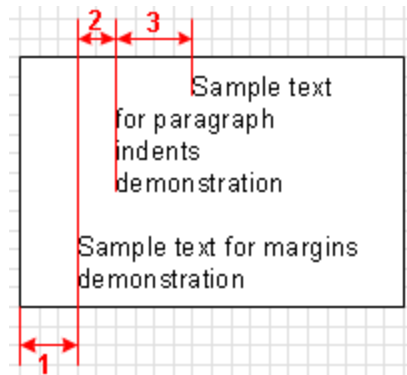 2 3
Sample text
for paragraph
indents
demonstration
Sample text for margins
demonstration
1